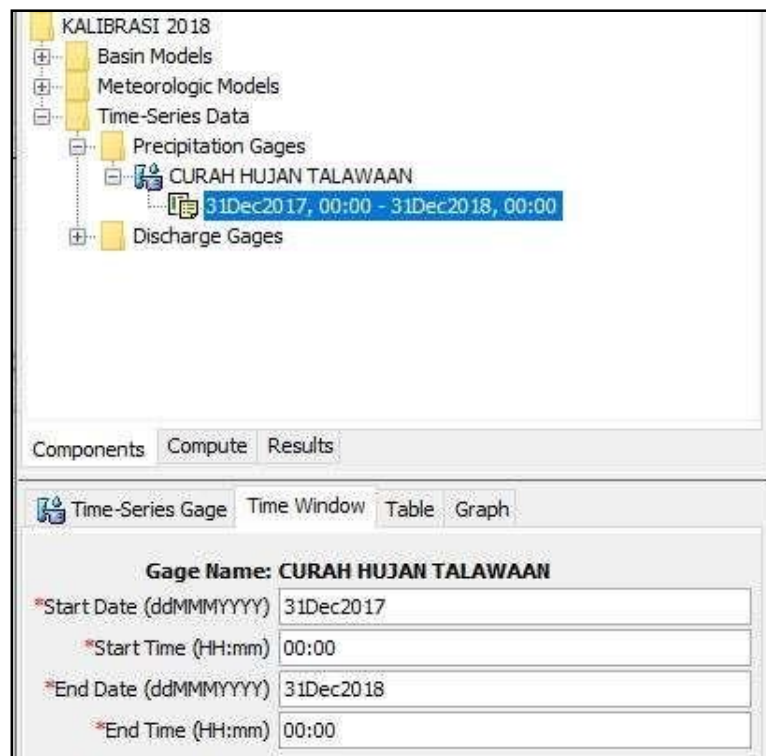 KALIBRASI 2018
Basin Models
Meteorologic Models
Time-Series Data
Precipitation Gages
CURAH HUJAN TALAWAAN
31Dec2017, 00:00 - 31Dec2018, 00:00
Discharge Gages
Components Compute Results
Time-Series Gage Time Window Table Graph
Gage Name: CURAH HUJAN TALAWAAN
*Start Date (ddMMMYYYY) 31Dec2017
*Start Time (HH:mm) 00:00
*End Date (ddMMMYYYY) 31Dec2018
*End Time (HH:mm) 00:00